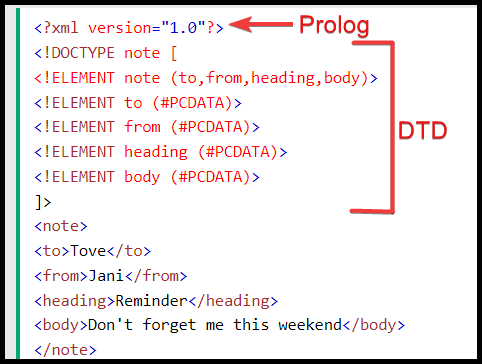 <?xml version="1.0"?> Prolog
<!DOCTYPE note [
<!ELEMENT note (to,from,heading,body)>
<!ELEMENT to (#PCDATA)>
<!ELEMENT from (#PCDATA)> DTD
<!ELEMENT heading (#PCDATA)>
<!ELEMENT body (#PCDATA)>
]>
<note>
<to>Tove</to>
<from>Jani</from>
<heading>Reminder</heading>
<body>Don't forget me this weekend</body>
</note>